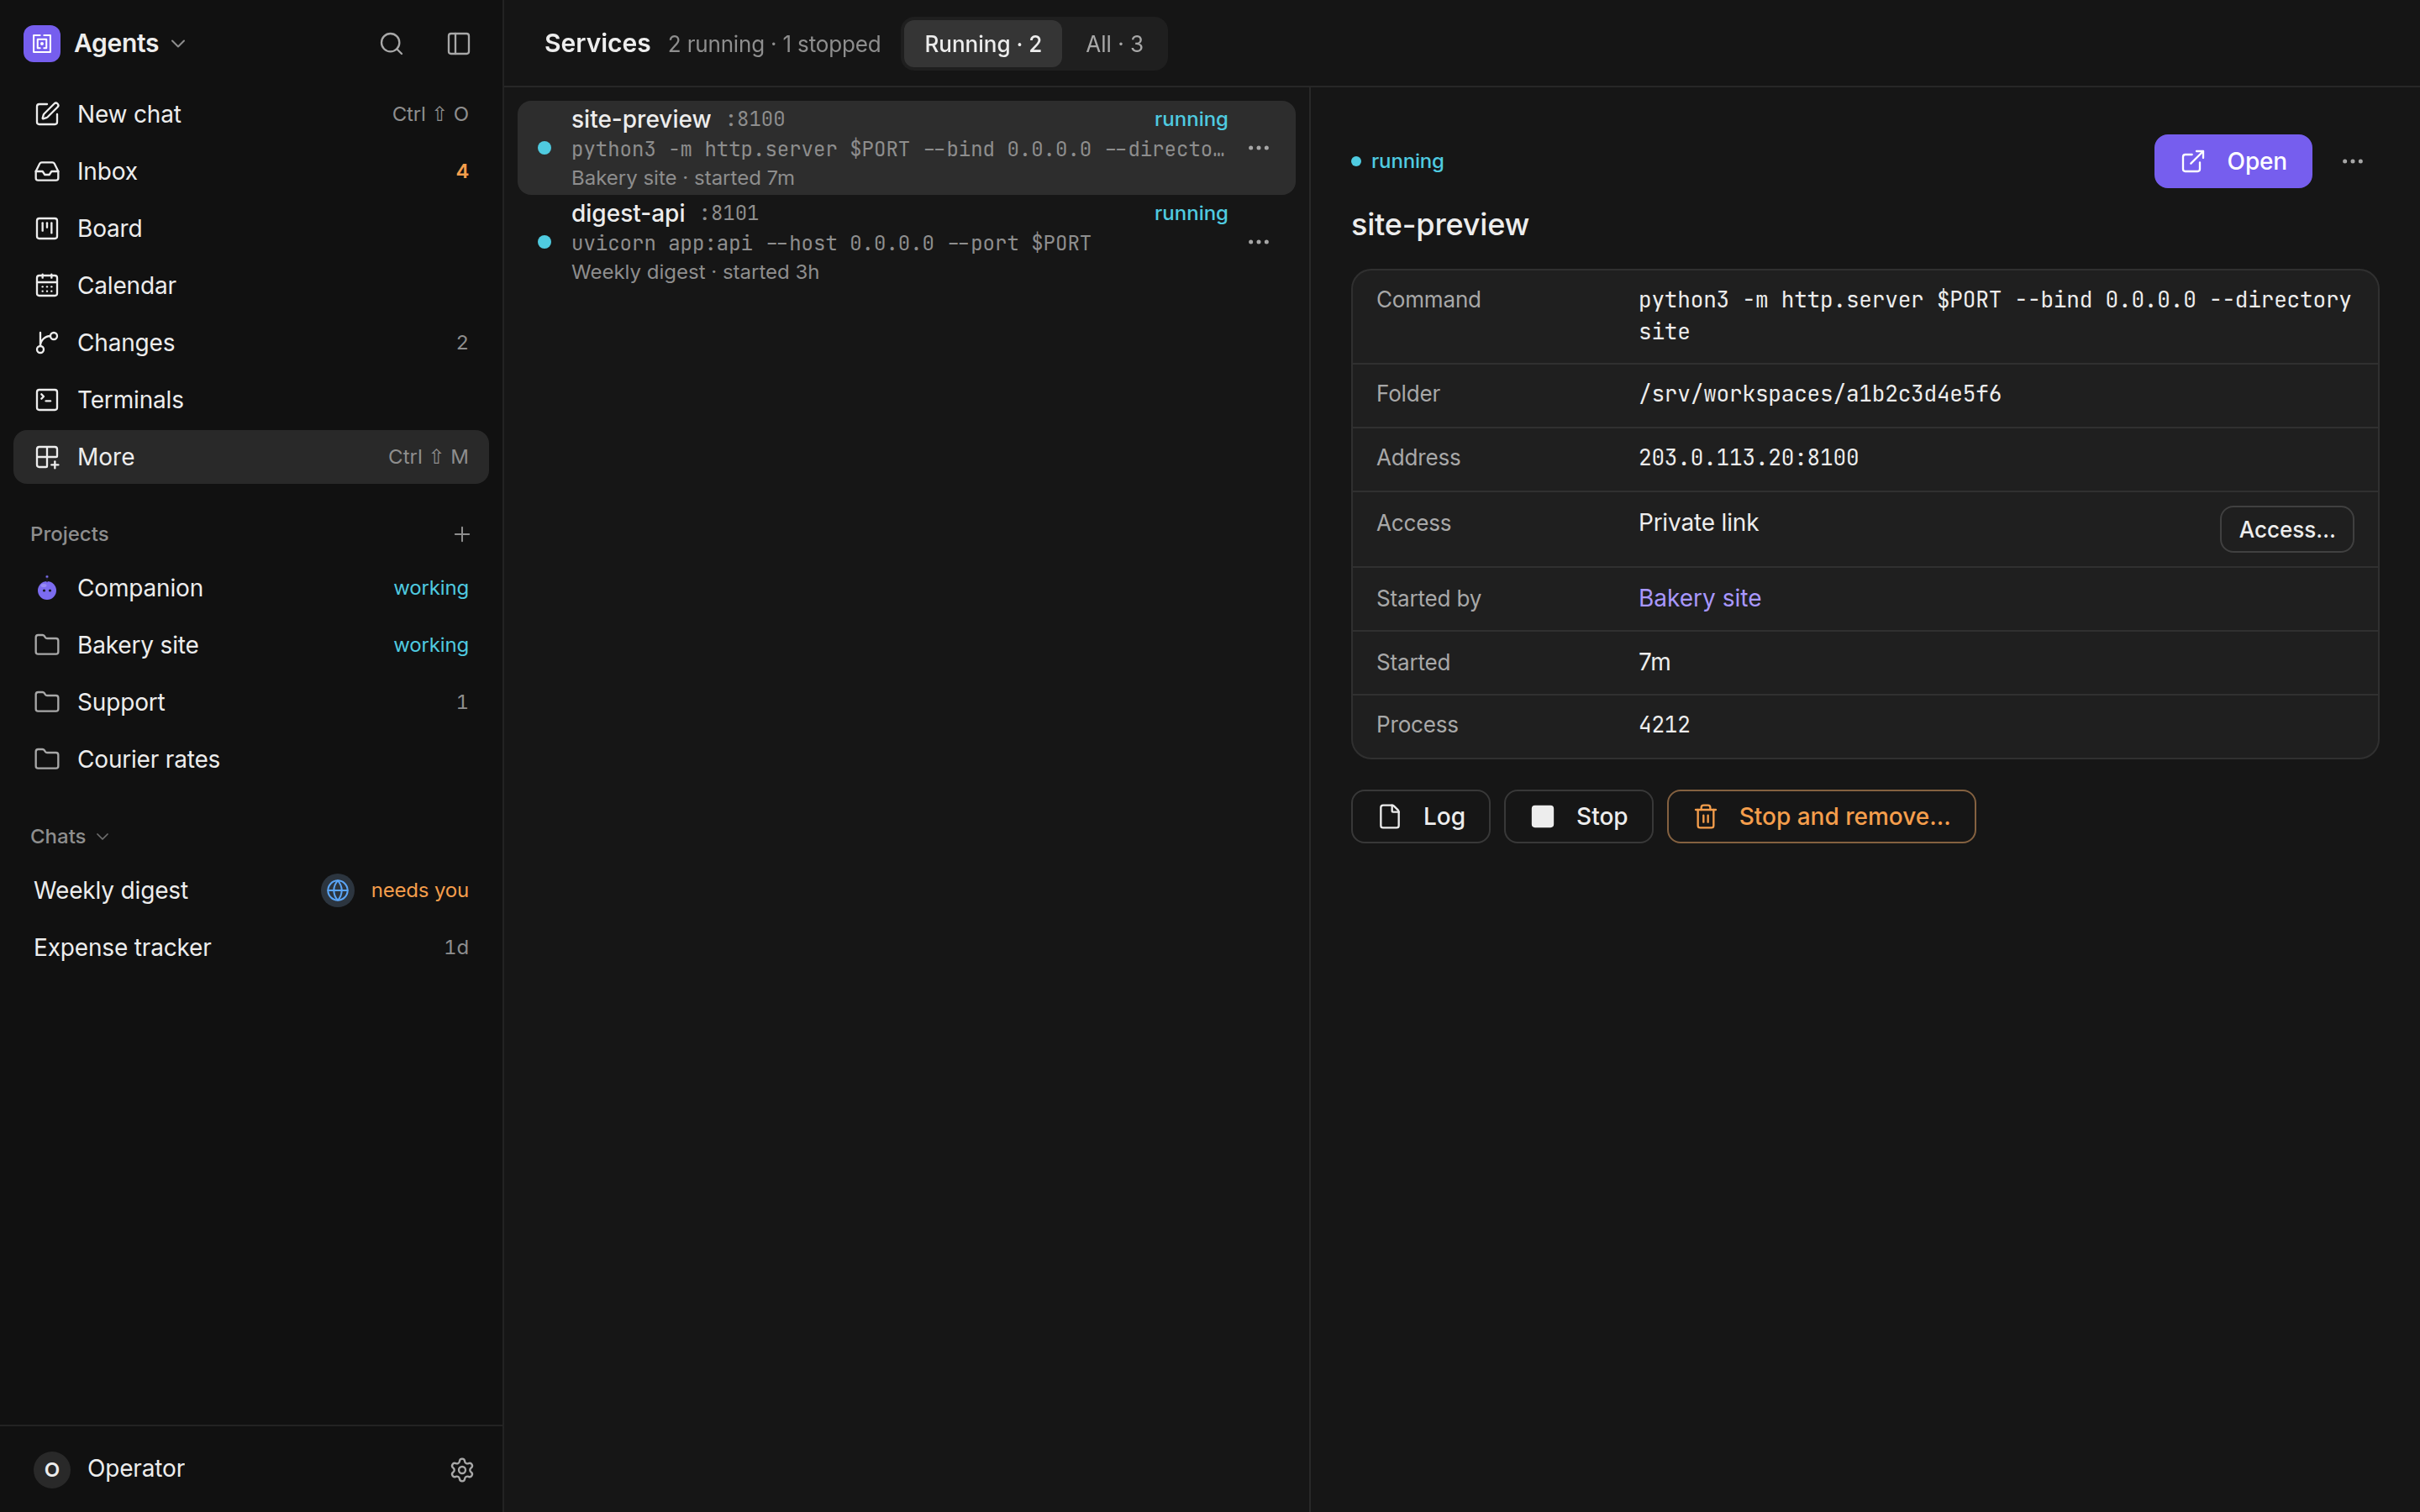 Agents
New chat Ctrl ⇧ O
Inbox 4
Board
Calendar
Changes 2
Terminals
More Ctrl ⇧ M
Projects
Companion working
Bakery site working
Support 1
Courier rates
Chats
Weekly digest needs you
Expense tracker 1d
O Operator
Services 2 running · 1 stopped Running · 2 All · 3
site-preview :8100 running
python3 -m http.server $PORT --bind 0.0.0.0 --directo…
Bakery site · started 7m
digest-api :8101 running
uvicorn app:api --host 0.0.0.0 --port $PORT
Weekly digest · started 3h
running Open
site-preview
Command python3 -m http.server $PORT --bind 0.0.0.0 --directory
site
Folder /srv/workspaces/a1b2c3d4e5f6
Address 203.0.113.20:8100
Access Private link Access...
Started by Bakery site
Started 7m
Process 4212
Log Stop Stop and remove...